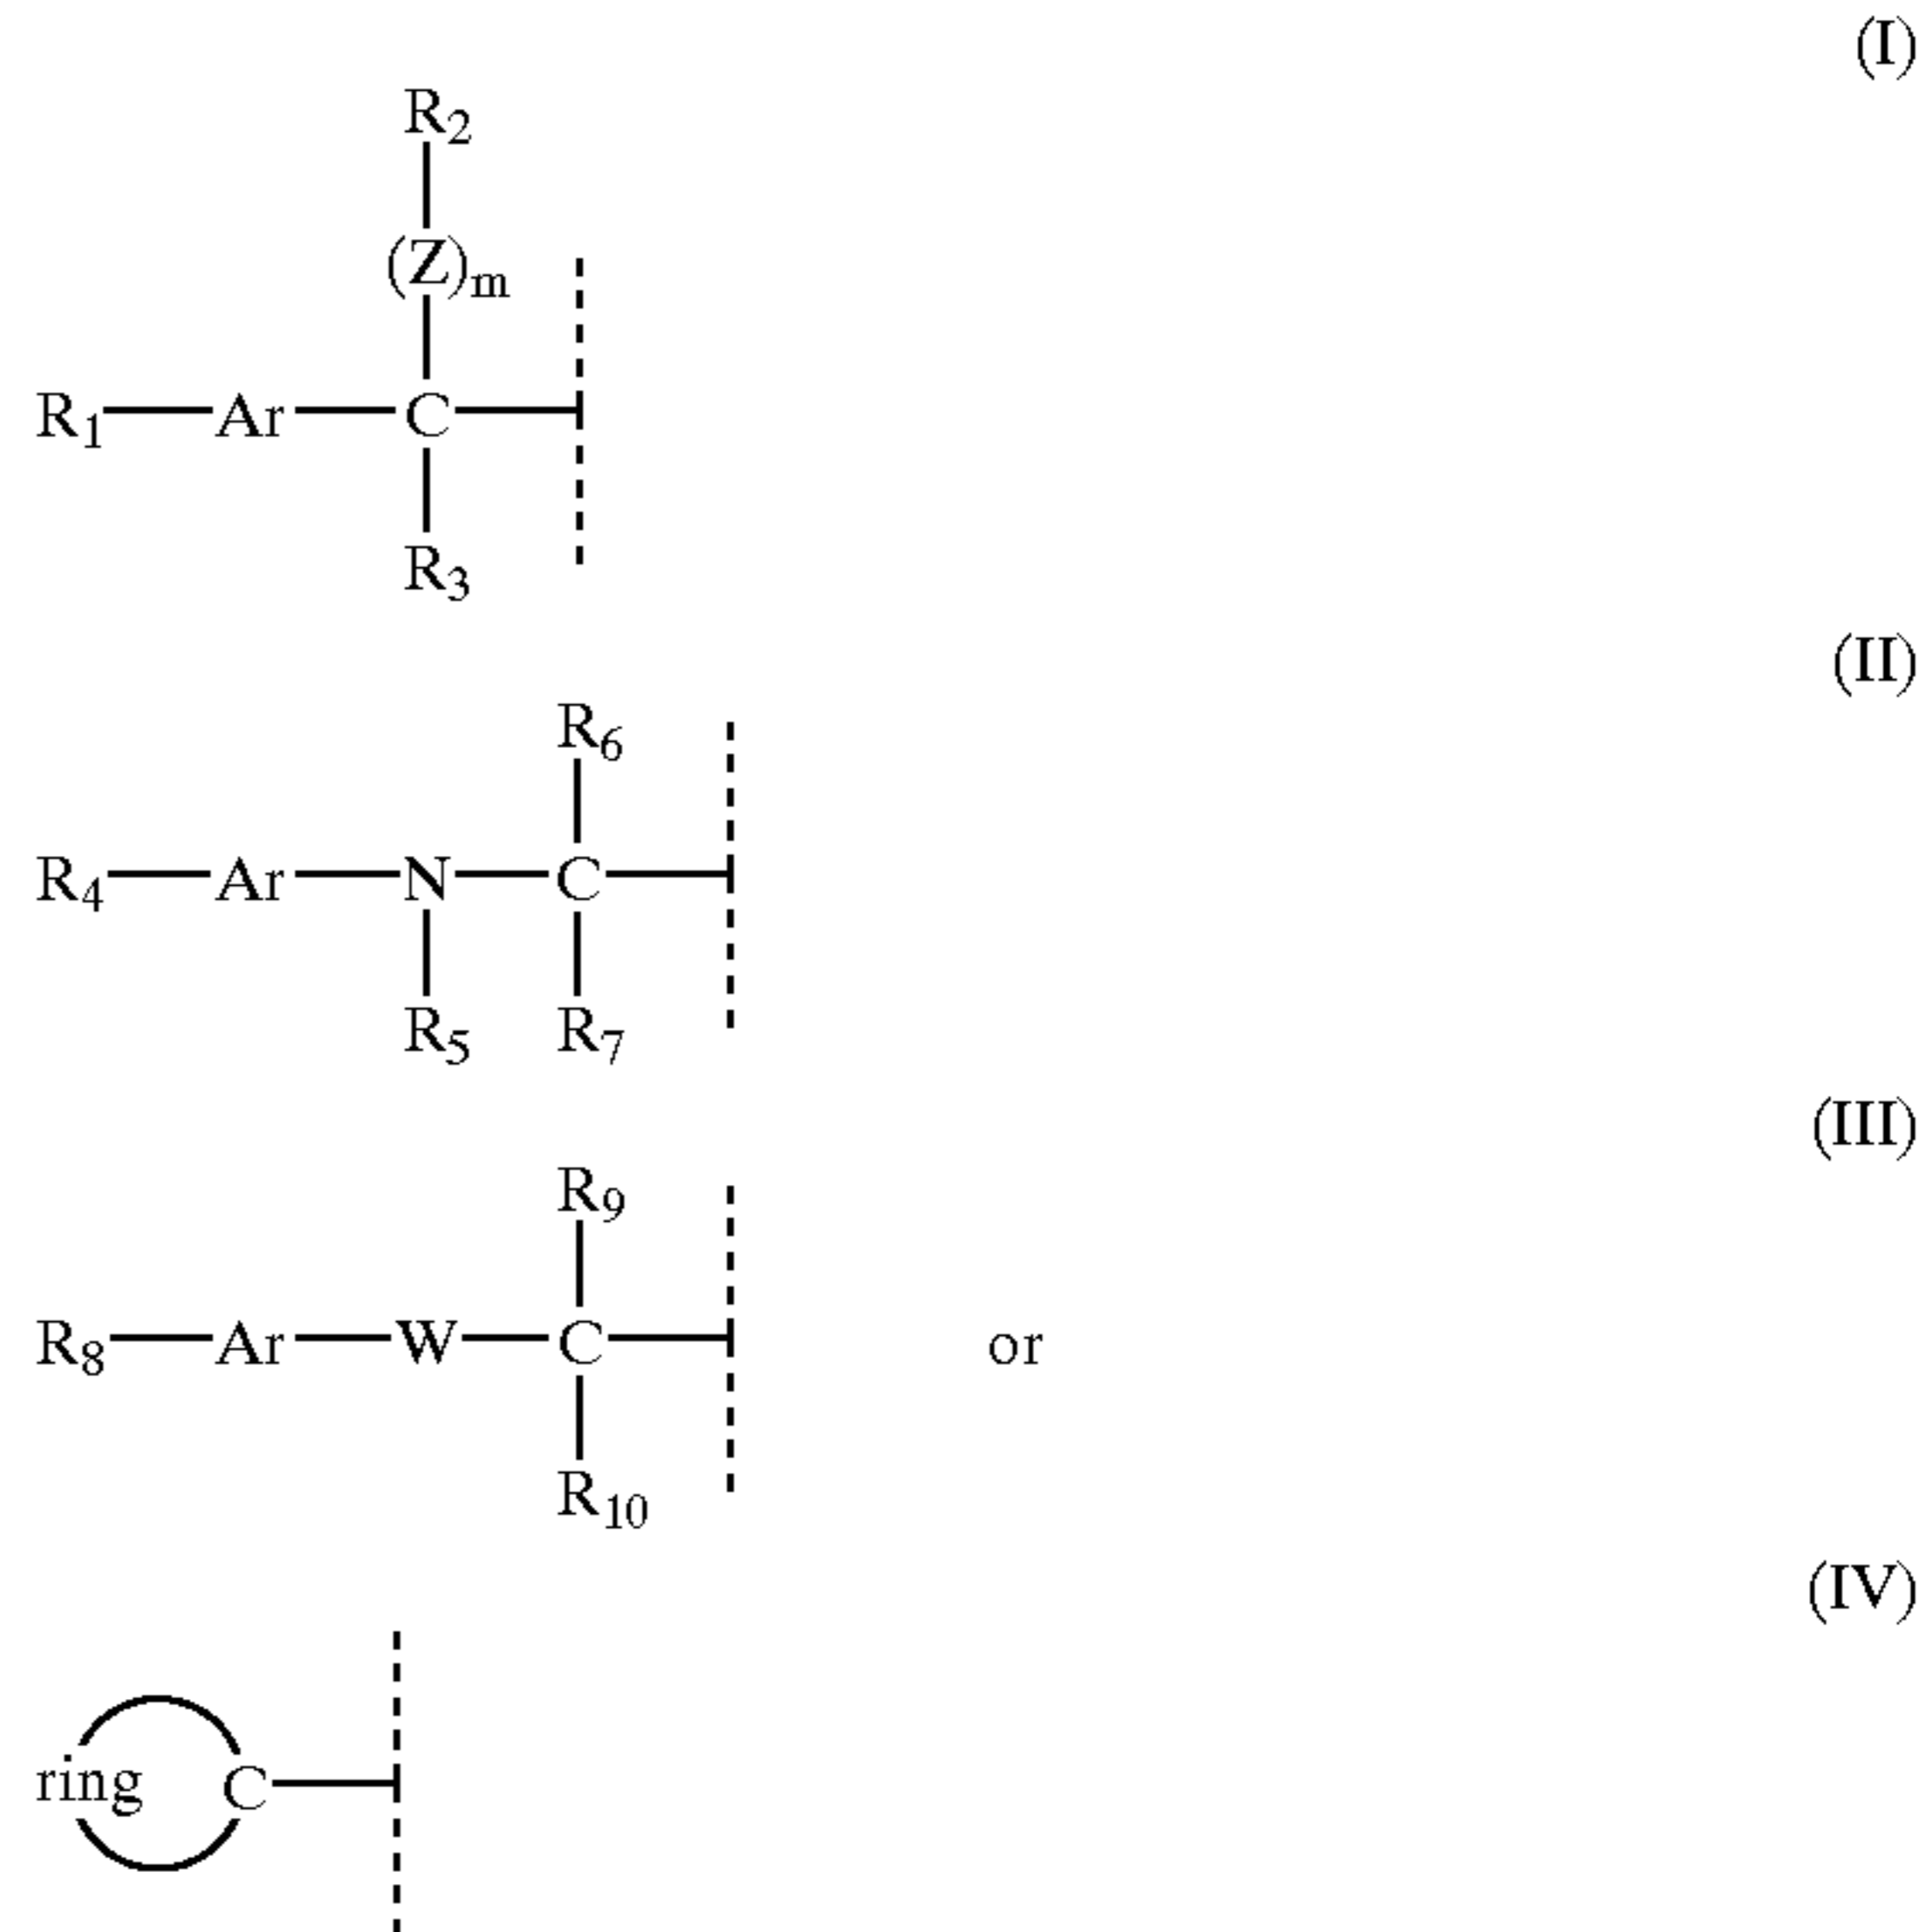 (I)
R2
(Z)m
R1 Ar C
R3
(II)
R6
R4 Ar N C
R5 R7
(III)
R9
R8 Ar W C or
R10
(IV)
ring C